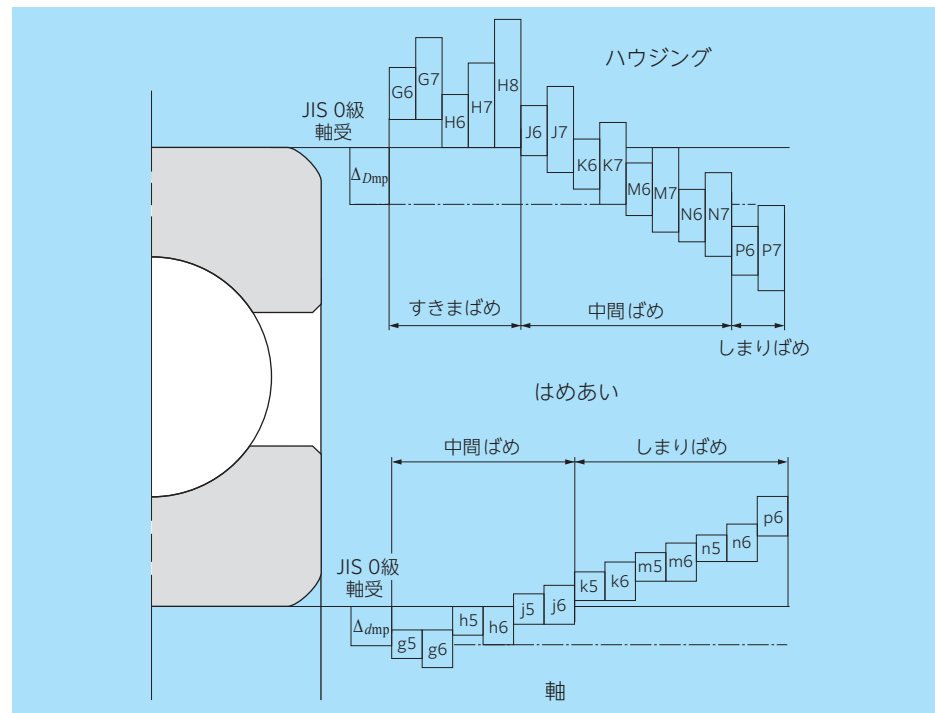 ハウジング
JIS 0級
軸受
ΔDmp
G6
G7
H6
H7
H8
J6
J7
K6
K7
M6
M7
N6
N7
P6
P7
すきまばめ
中間ばめ
しまりばめ
はめあい
中間ばめ
しまりばめ
JIS 0級
軸受
Δdmp
g5
g6
h5
h6
j5
j6
k5
k6
m5
m6
n5
n6
p6
軸